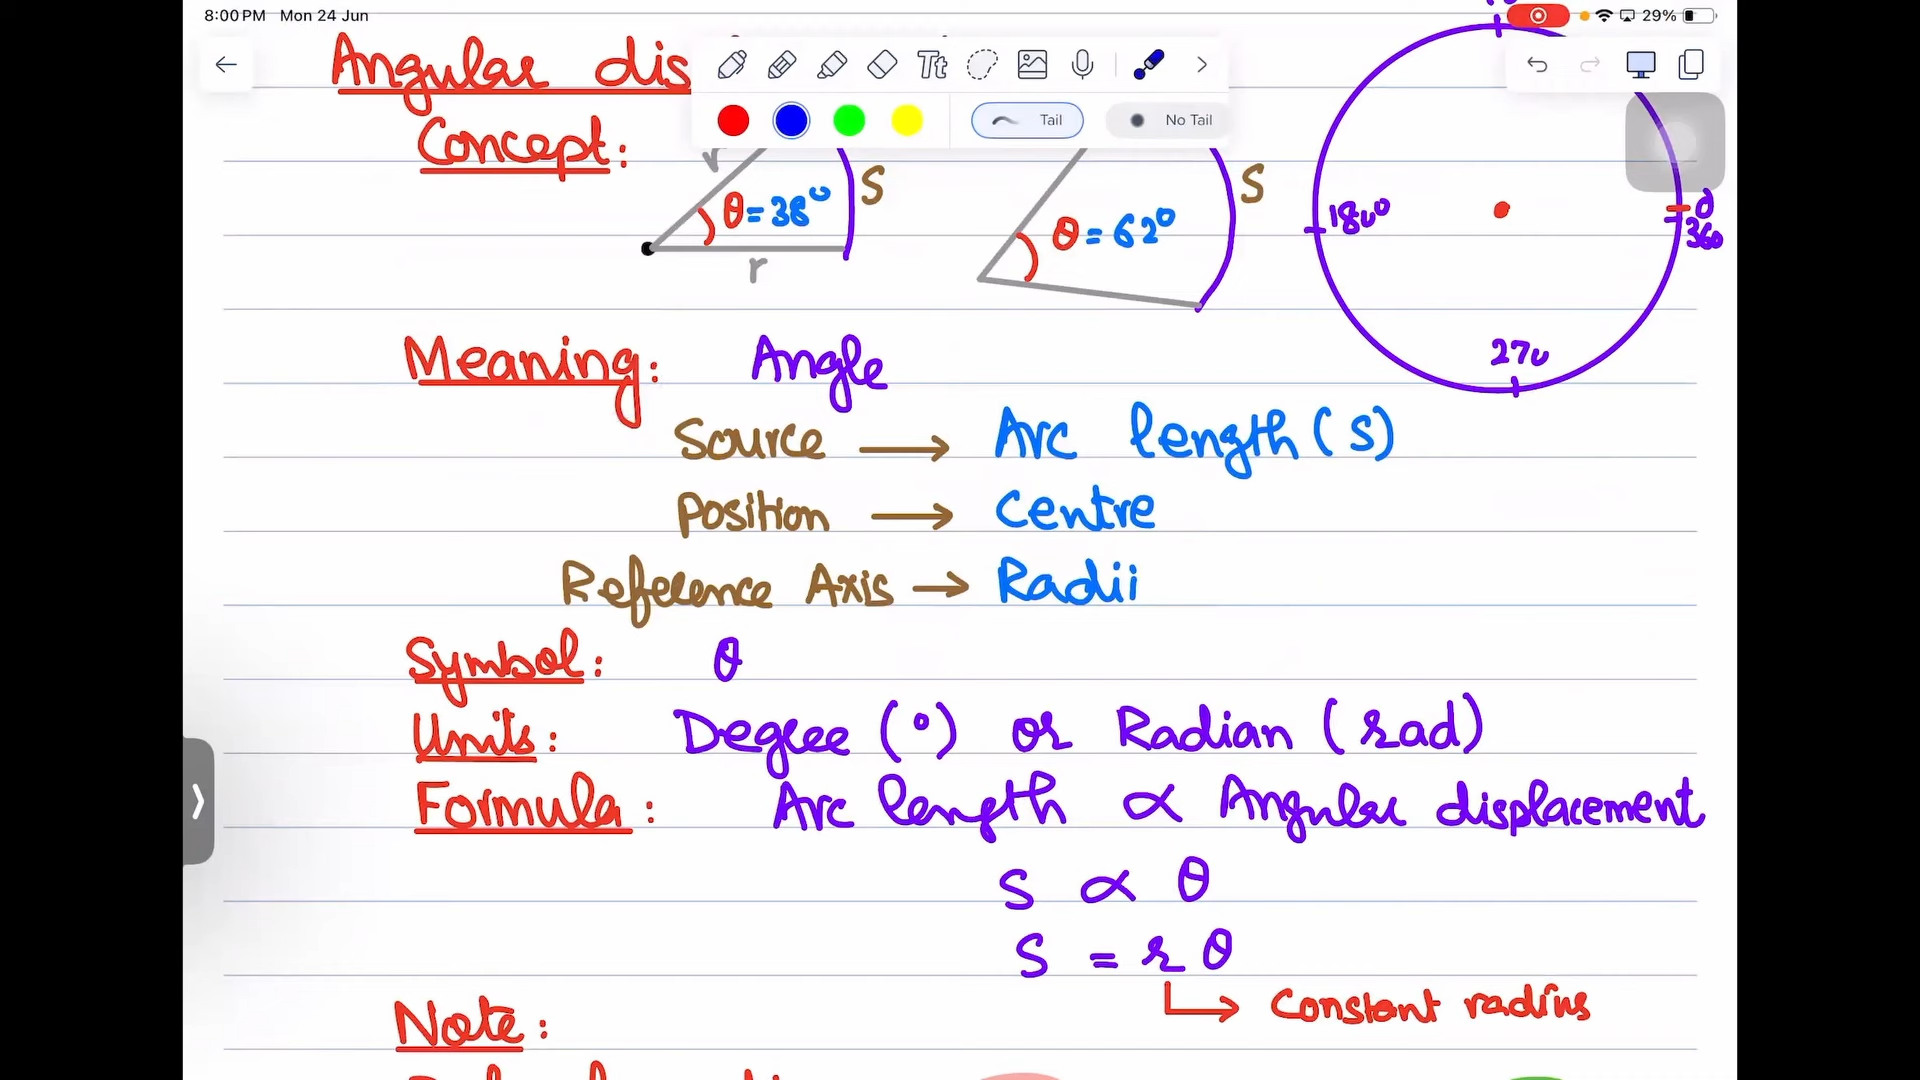 8:00 PM Mon 24 Jun
29%
Angular dis
Tt
Concept:
Tail
No Tail
r
θ = 38°
S
r
θ = 62°
S
180°
0
360
270
Meaning: Angle
Source → Arc length (s)
Position → Centre
Reference Axis → Radii
Symbol: θ
Units: Degree (°) or Radian (rad)
Formula: Arc length ∝ Angular displacement
S ∝ θ
S = r θ
Constant radius
Note: